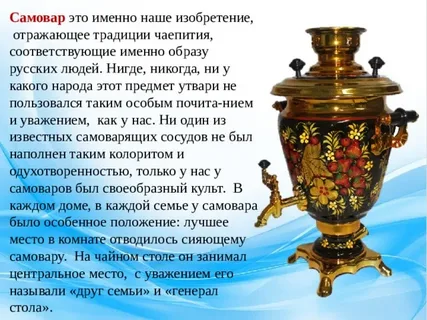 Самовар это именно наше изобретение,
отражающее традиции чаепития,
соответствующие именно образу
русских людей. Нигде, никогда, ни у
какого народа этот предмет утвари не
пользовался таким особым почита-нием
и уважением, как у нас. Ни один из
известных самоварящих сосудов не был
наполнен таким колоритом и
одухотворенностью, только у нас у
самоваров был своеобразный культ. В
каждом доме, в каждой семье у самовара
было особенное положение: лучшее
место в комнате отводилось сияющему
самовару. На чайном столе он занимал
центральное место, с уважением его
называли «друг семьи» и «генерал
стола».